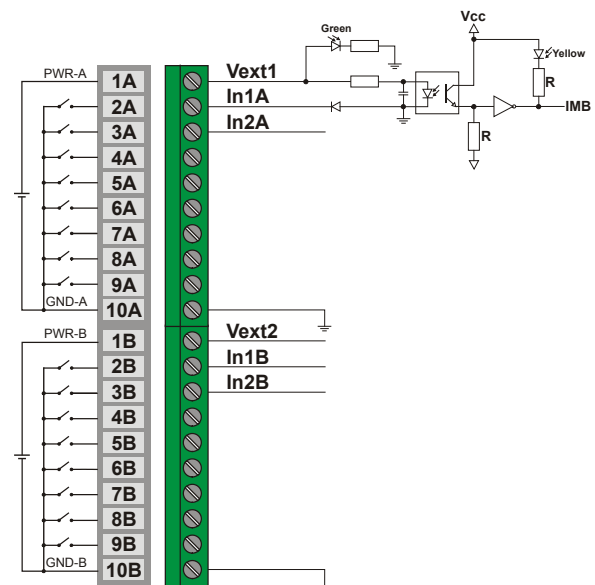 Green
Vcc
Yellow
R
IMB
R
PWR-A
1A
Vext1
2A
In1A
3A
In2A
4A
5A
6A
7A
8A
9A
GND-A
10A
PWR-B
1B
Vext2
2B
In1B
3B
In2B
4B
5B
6B
7B
8B
9B
GND-B
10B